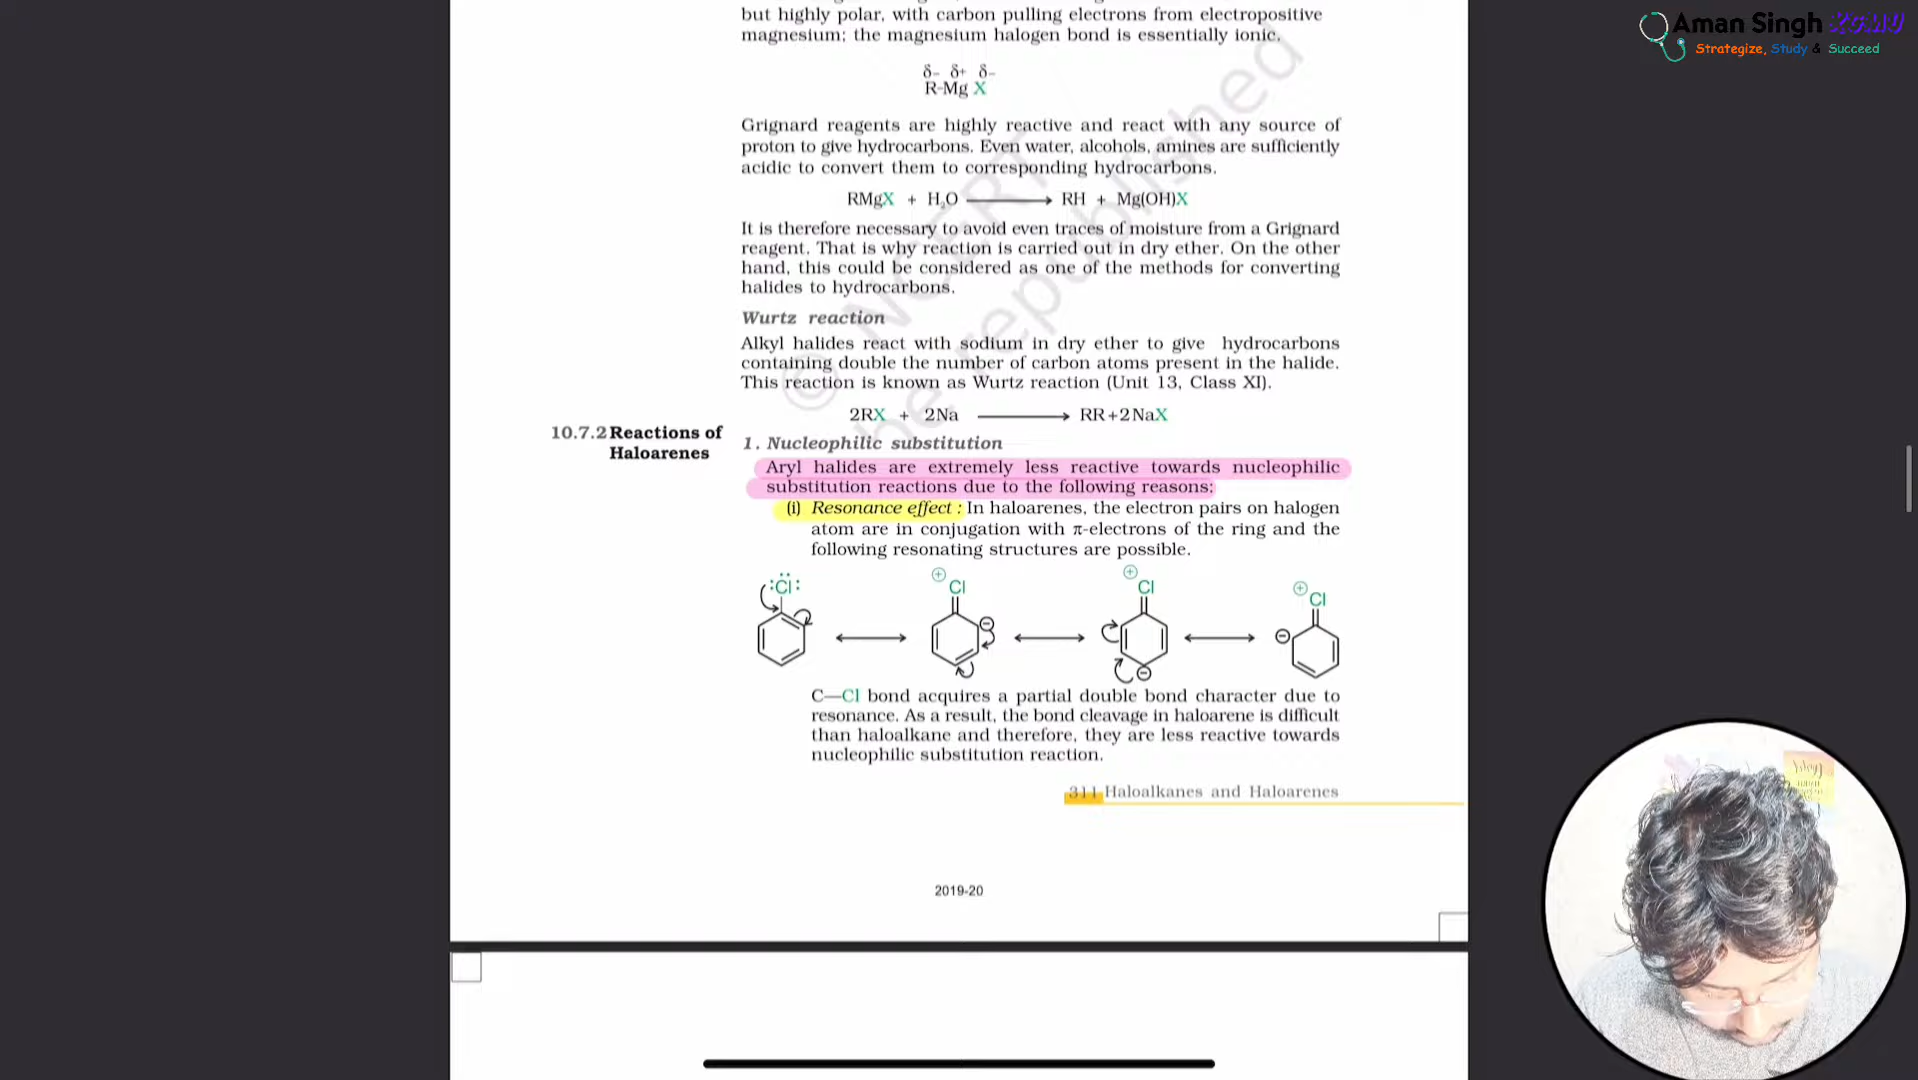 but highly polar, with carbon pulling electrons from electropositive
magnesium; the magnesium halogen bond is essentially ionic.
δ– δ+ δ–
R-Mg X
Grignard reagents are highly reactive and react with any source of
proton to give hydrocarbons. Even water, alcohols, amines are sufficiently
acidic to convert them to corresponding hydrocarbons.
RMgX + H₂O ⟶ RH + Mg(OH)X
It is therefore necessary to avoid even traces of moisture from a Grignard
reagent. That is why reaction is carried out in dry ether. On the other
hand, this could be considered as one of the methods for converting
halides to hydrocarbons.
Wurtz reaction
Alkyl halides react with sodium in dry ether to give hydrocarbons
containing double the number of carbon atoms present in the halide.
This reaction is known as Wurtz reaction (Unit 13, Class XI).
2RX + 2Na ⟶ RR+2NaX
10.7.2 Reactions of
Haloarenes
1. Nucleophilic substitution
Aryl halides are extremely less reactive towards nucleophilic
substitution reactions due to the following reasons:
(i) Resonance effect : In haloarenes, the electron pairs on halogen
atom are in conjugation with π-electrons of the ring and the
following resonating structures are possible.
:Cl: Cl Cl Cl
C—Cl bond acquires a partial double bond character due to
resonance. As a result, the bond cleavage in haloarene is difficult
than haloalkane and therefore, they are less reactive towards
nucleophilic substitution reaction.
311 Haloalkanes and Haloarenes
2019-20
© NCERT
be republished
Aman Singh KGMU
Strategize, Study & Succeed